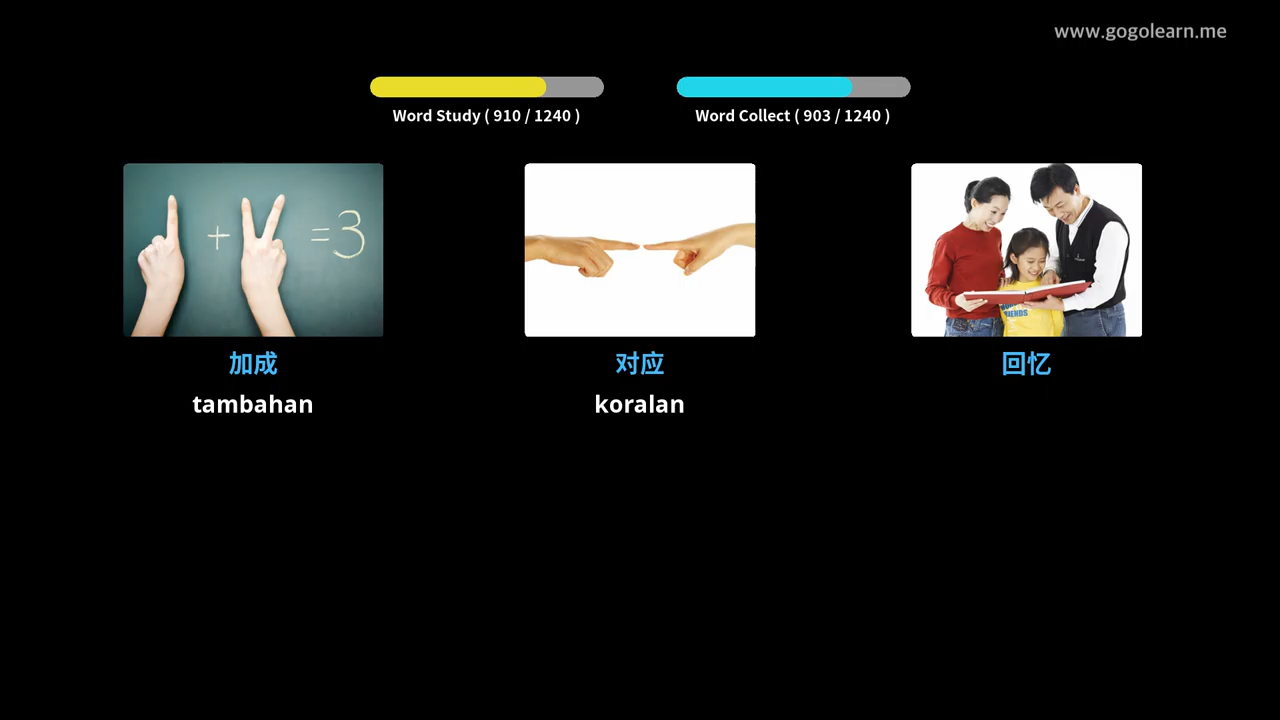 www.gogolearn.me
Word Study ( 910 / 1240 )
Word Collect ( 903 / 1240 )
+ = 3
加成
tambahan
对应
koralan
回忆